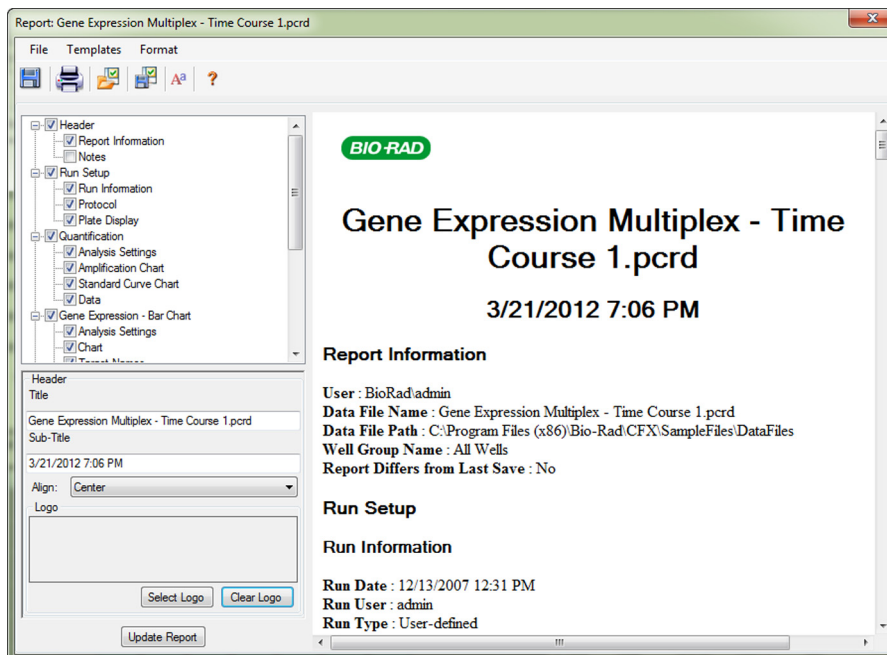 Report: Gene Expression Multiplex - Time Course 1.pcrd
File Templates Format
Aa ?
Header
Report Information
Notes
Run Setup
Run Information
Protocol
Plate Display
Quantification
Analysis Settings
Amplification Chart
Standard Curve Chart
Data
Gene Expression - Bar Chart
Analysis Settings
Chart
Target Names
Header
Title
Gene Expression Multiplex - Time Course 1.pcrd
Sub-Title
3/21/2012 7:06 PM
Align: Center
Logo
Select Logo Clear Logo
Update Report
BIO-RAD
Gene Expression Multiplex - Time
Course 1.pcrd
3/21/2012 7:06 PM
Report Information
User : BioRad\admin
Data File Name : Gene Expression Multiplex - Time Course 1.pcrd
Data File Path : C:\Program Files (x86)\Bio-Rad\CFX\SampleFiles\DataFiles
Well Group Name : All Wells
Report Differs from Last Save : No
Run Setup
Run Information
Run Date : 12/13/2007 12:31 PM
Run User : admin
Run Type : User-defined